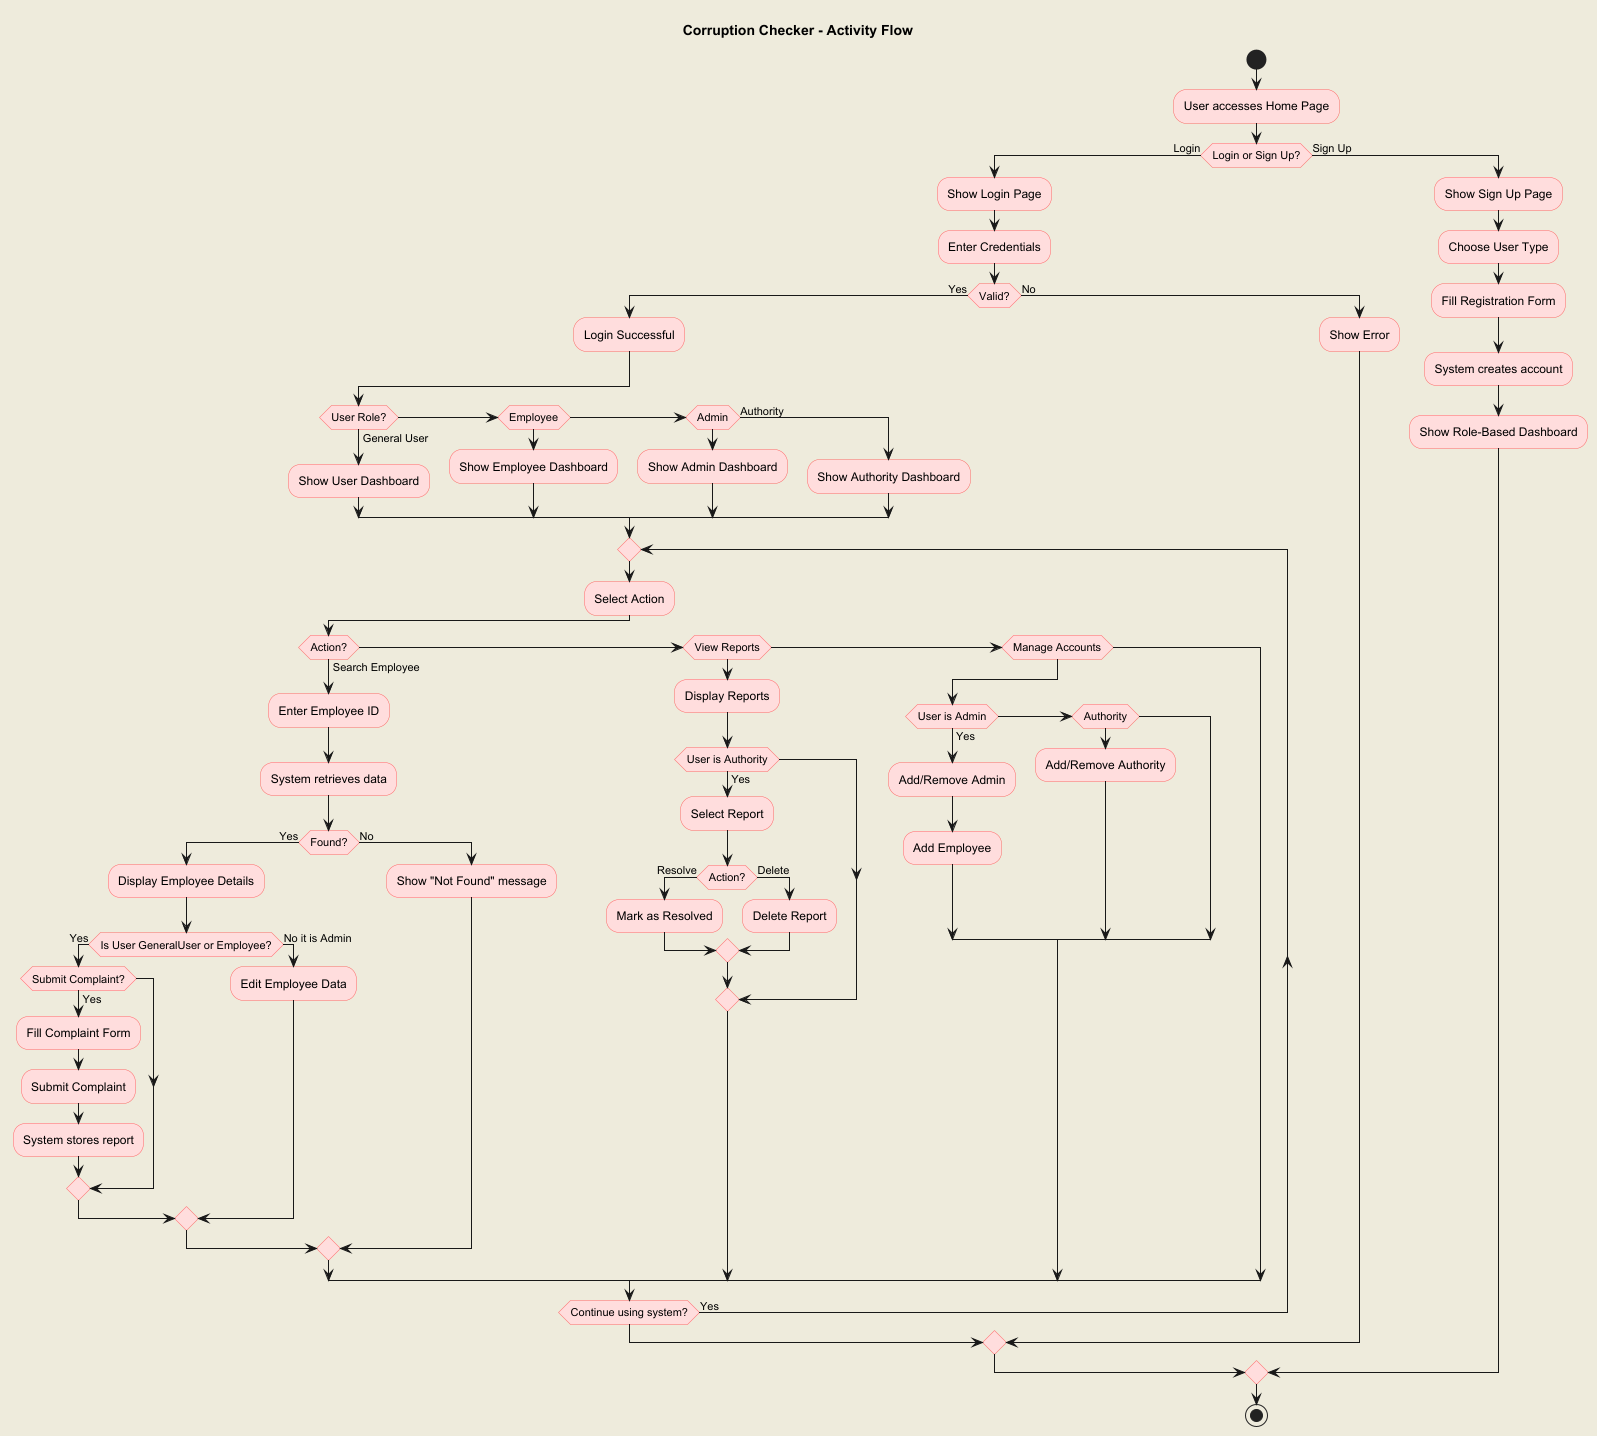 Corruption Checker - Activity Flow
User accesses Home Page
Login
Login or Sign Up?
Sign Up
Show Login Page
Show Sign Up Page
Enter Credentials
Choose User Type
Yes
Valid?
No
Fill Registration Form
Login Successful
Show Error
System creates account
User Role?
Employee
Admin
Authority
General User
Show Role-Based Dashboard
Show User Dashboard
Show Employee Dashboard
Show Admin Dashboard
Show Authority Dashboard
Select Action
Action?
View Reports
Manage Accounts
Search Employee
Enter Employee ID
Display Reports
User is Admin
Authority
Yes
System retrieves data
User is Authority
Yes
Add/Remove Admin
Add/Remove Authority
Select Report
Yes
Found?
No
Add Employee
Display Employee Details
Show "Not Found" message
Resolve
Action?
Delete
Mark as Resolved
Delete Report
Yes
Is User GeneralUser or Employee?
No it is Admin
Submit Complaint?
Edit Employee Data
Yes
Fill Complaint Form
Submit Complaint
System stores report
Continue using system?
Yes